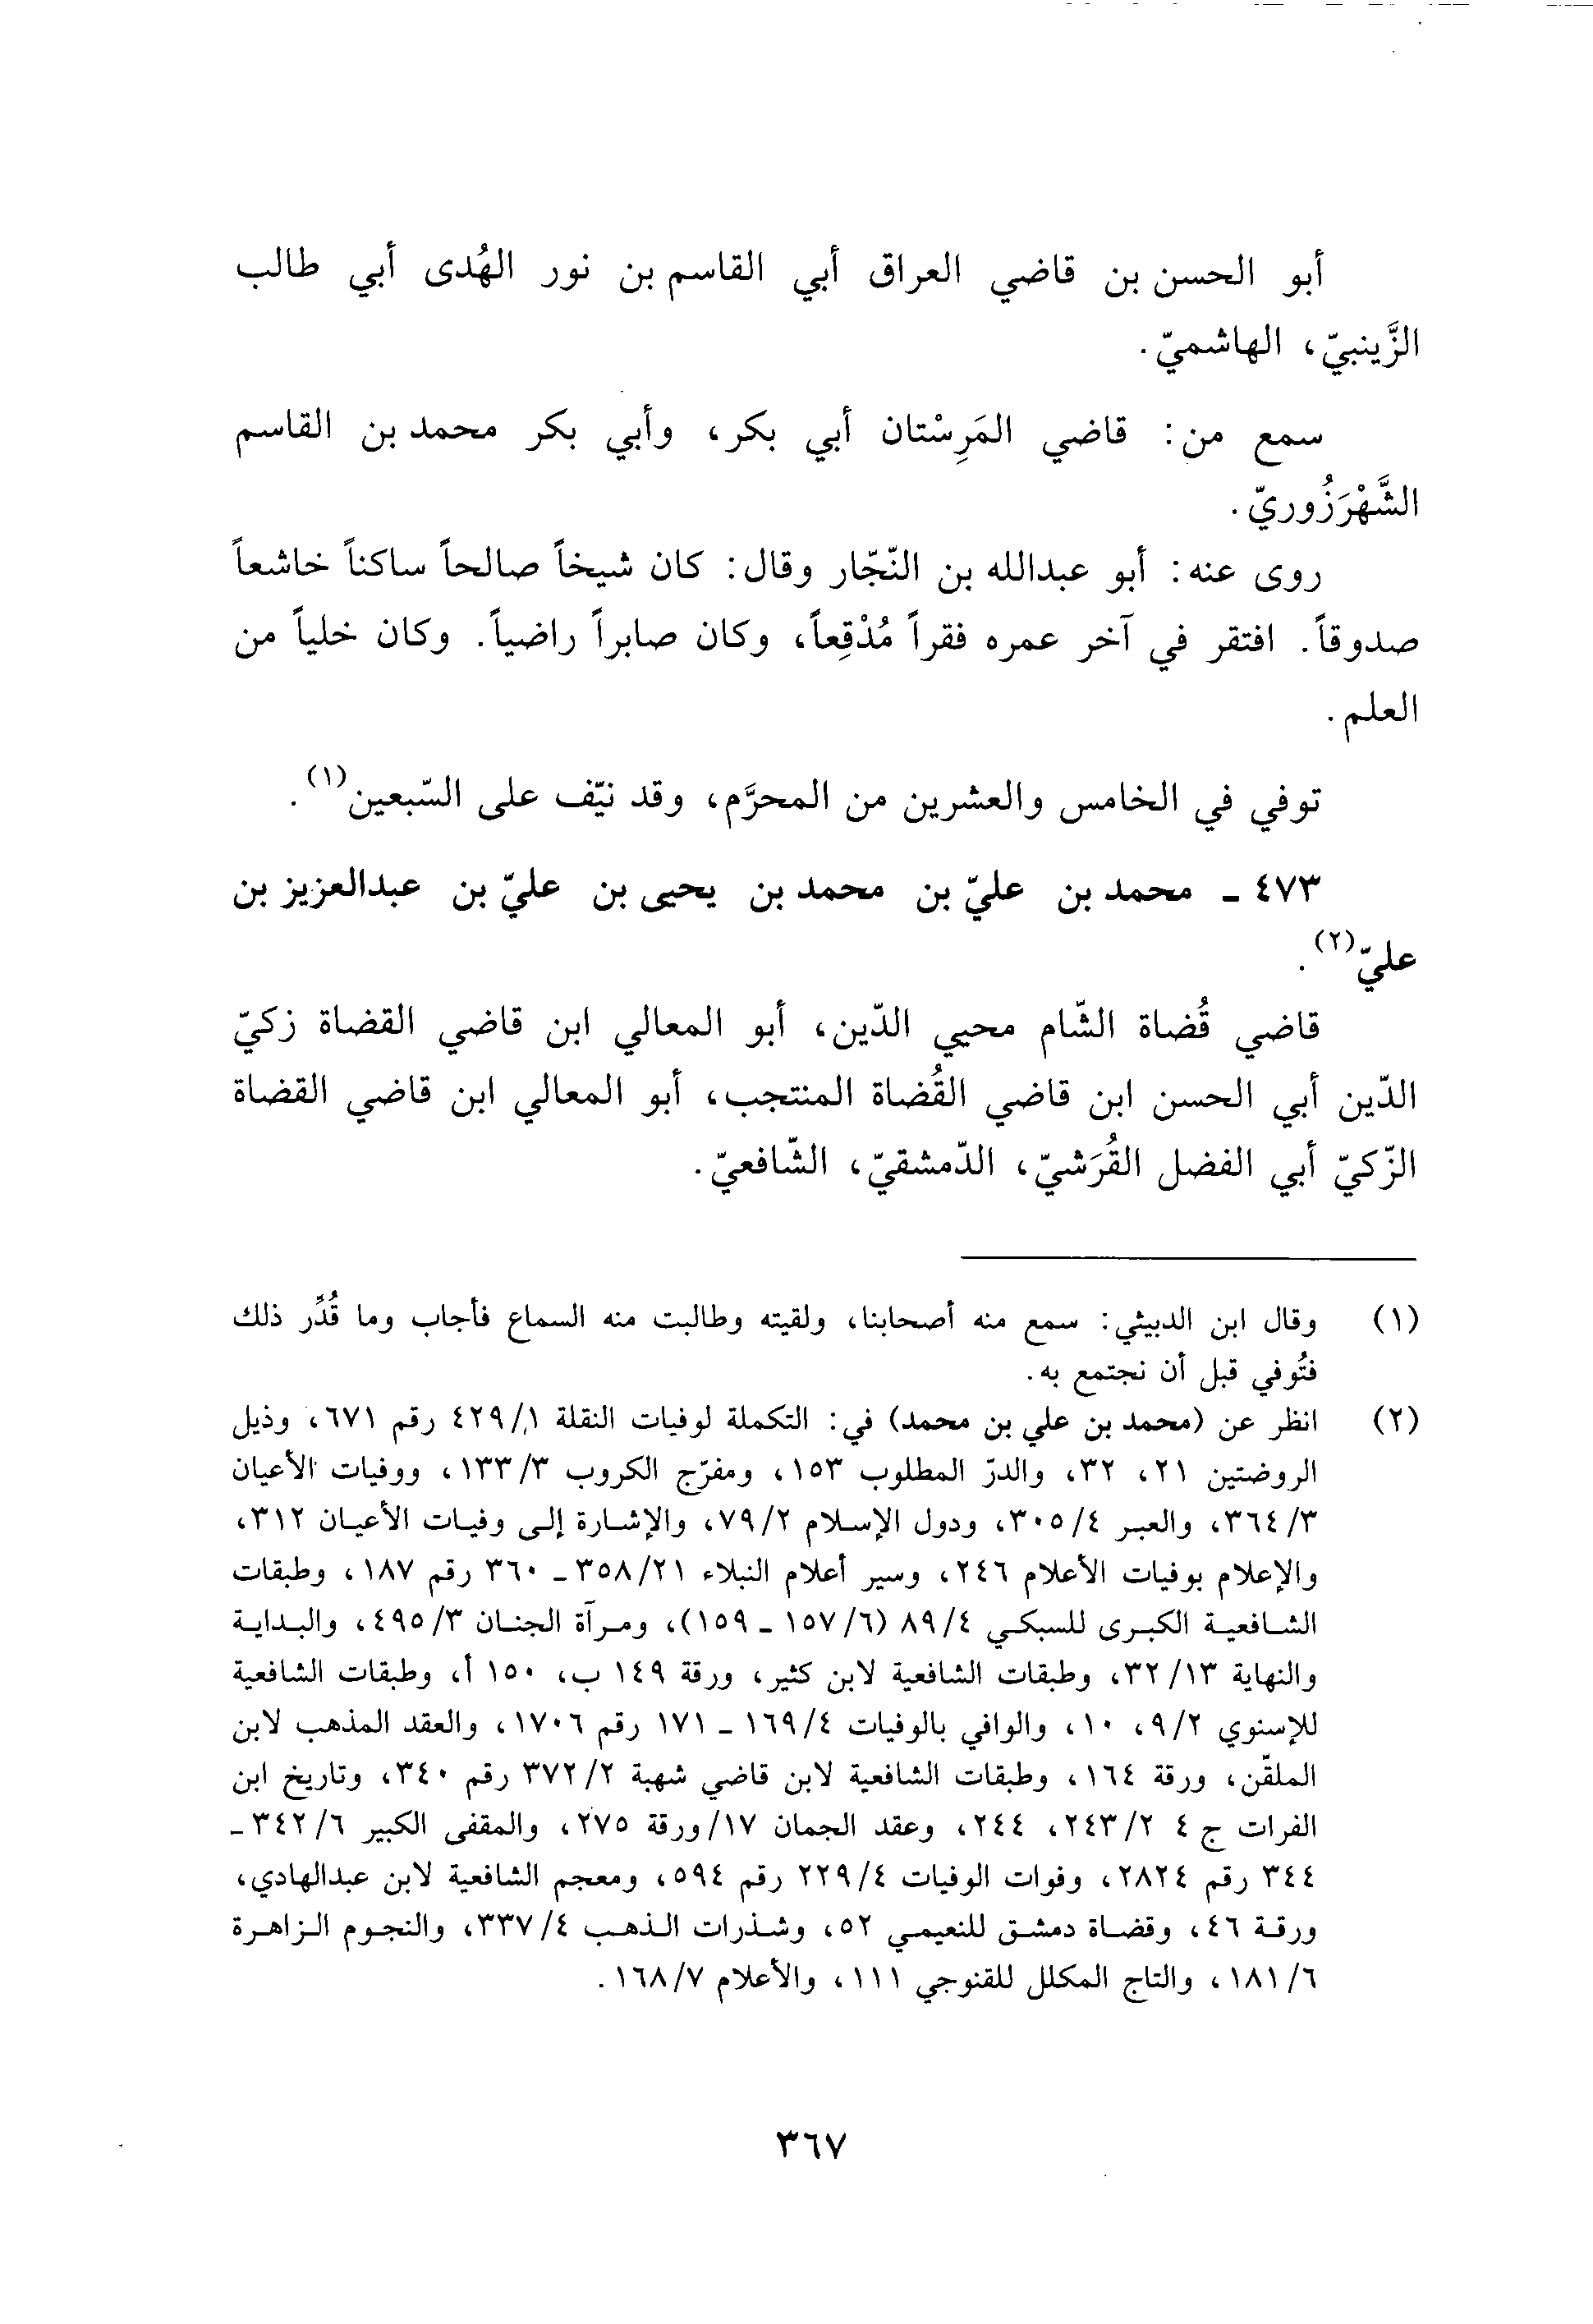 أبو الحسن بن قاضي العراق أبي القاسم بن نور الهُدى أبي طالب
الزَّينبيّ، الهاشميّ.
سمع من: قاضي المَرِسْتان أبي بكر، وأبي بكر محمد بن القاسم
الشَّهْرَزُوريّ.
روى عنه: أبو عبدالله بن النّجّار وقال: كان شيخاً صالحاً ساكناً خاشعاً
صدوقاً. افتقر في آخر عمره فقراً مُدْقِعاً، وكان صابراً راضياً. وكان خلياً من
العلم.
توفي في الخامس والعشرين من المحرَّم، وقد نيّف على السّبعين(١).
٤٧٣ - محمد بن عليّ بن محمد بن يحيى بن عليّ بن عبدالعزيز بن
عليّ(٢).
قاضي قُضاة الشّام محيي الدّين، أبو المعالي ابن قاضي القضاة زكيّ
الدّين أبي الحسن ابن قاضي القُضاة المنتجب، أبو المعالي ابن قاضي القضاة
الزّكيّ أبي الفضل القُرَشيّ، الدّمشقيّ، الشّافعيّ.
(١) وقال ابن الدبيثي: سمع منه أصحابنا، ولقيته وطالبت منه السماع فأجاب وما قُدِّر ذلك
فتُوفي قبل أن نجتمع به.
(٢) انظر عن (محمد بن علي بن محمد) في: التكملة لوفيات النقلة ٤٢٩/١ رقم ٦٧١، وذيل
الروضتين ٢١، ٣٢، والدرّ المطلوب ١٥٣، ومفرّج الكروب ١٣٣/٣، ووفيات الأعيان
٣٦٤/٣، والعبر ٣٠٥/٤، ودول الإسلام ٧٩/٢، والإشارة إلى وفيات الأعيان ٣١٢،
والإعلام بوفيات الأعلام ٢٤٦، وسير أعلام النبلاء ٣٥٨/٢١ - ٣٦٠ رقم ١٨٧، وطبقات
الشافعية الكبرى للسبكي ٨٩/٤ (١٥٧/٦ - ١٥٩)، ومرآة الجنان ٤٩٥/٣، والبداية
والنهاية ٣٢/١٣، وطبقات الشافعية لابن كثير، ورقة ١٤٩ ب، ١٥٠ أ، وطبقات الشافعية
للإسنوي ٩/٢، ١٠، والوافي بالوفيات ١٦٩/٤ - ١٧١ رقم ١٧٠٦، والعقد المذهب لابن
الملقّن، ورقة ١٦٤، وطبقات الشافعية لابن قاضي شهبة ٣٧٢/٢ رقم ٣٤٠، وتاريخ ابن
الفرات ج ٤ ٢٤٣/٢، ٢٤٤، وعقد الجمان ١٧/ورقة ٢٧٥، والمقفى الكبير ٣٤٢/٦ -
٣٤٤ رقم ٢٨٢٤، وفوات الوفيات ٢٢٩/٤ رقم ٥٩٤، ومعجم الشافعية لابن عبدالهادي،
ورقة ٤٦، وقضاة دمشق للنعيمي ٥٢، وشذرات الذهب ٣٣٧/٤، والنجوم الزاهرة
١٨١/٦، والتاج المكلل للقنوجي ١١١، والأعلام ١٦٨/٧.
٣٦٧